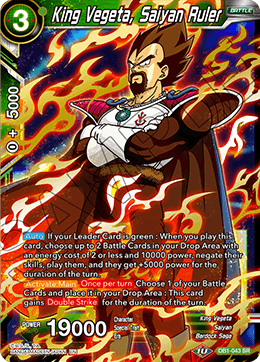 BATTLE
3
King Vegeta, Saiyan Ruler
0 + 5000
Auto If your Leader Card is green : When you play this
card, choose up to 2 Battle Cards in your Drop Area with
an energy cost of 2 or less and 10000 power, negate their
skills, play them, and they get +5000 power for the
duration of the turn.
Activate Main Once per turn Choose 1 of your Battle
Cards and place it in your Drop Area : This card
gains Double Strike for the duration of the turn.
POWER 19000
Character King Vegeta
Special Trait Saiyan
Era Bardock Saga
DB1-043 SR